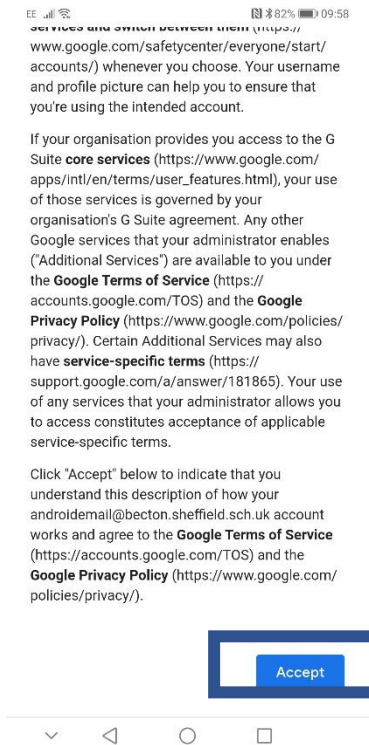 EE 82% 09:58
services and switch between them (https://
www.google.com/safetycenter/everyone/start/
accounts/) whenever you choose. Your username
and profile picture can help you to ensure that
you're using the intended account.
If your organisation provides you access to the G
Suite core services (https://www.google.com/
apps/intl/en/terms/user_features.html), your use
of those services is governed by your
organisation's G Suite agreement. Any other
Google services that your administrator enables
("Additional Services") are available to you under
the Google Terms of Service (https://
accounts.google.com/TOS) and the Google
Privacy Policy (https://www.google.com/policies/
privacy/). Certain Additional Services may also
have service-specific terms (https://
support.google.com/a/answer/181865). Your use
of any services that your administrator allows you
to access constitutes acceptance of applicable
service-specific terms.
Click "Accept" below to indicate that you
understand this description of how your
androidemail@becton.sheffield.sch.uk account
works and agree to the Google Terms of Service
(https://accounts.google.com/TOS) and the
Google Privacy Policy (https://www.google.com/
policies/privacy/).
Accept